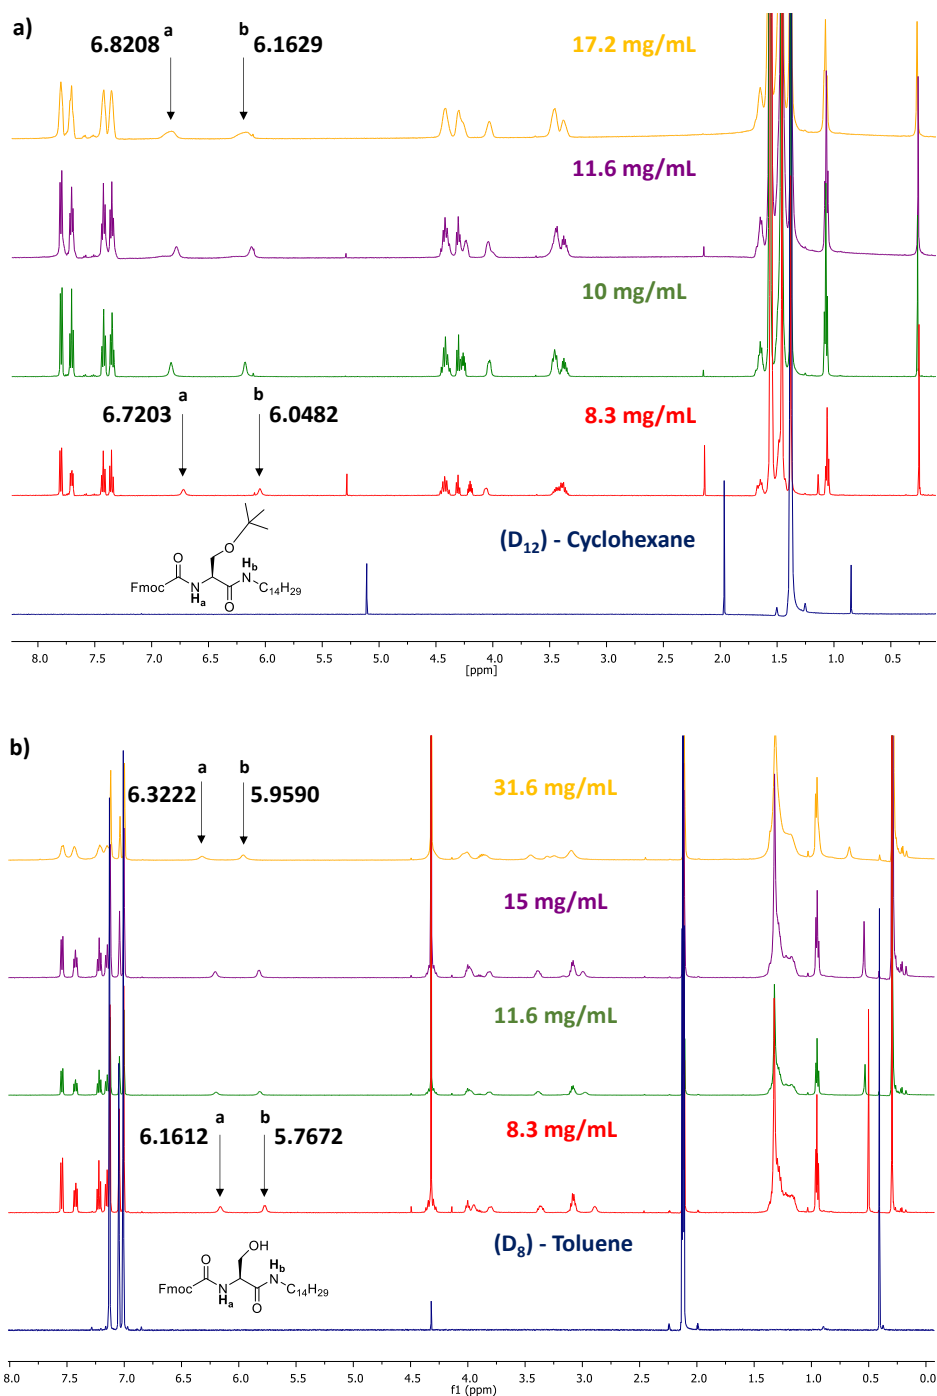 a)
a
b
6.8208
6.1629
17.2 mg/mL
11.6 mg/mL
10 mg/mL
a
b
6.7203
6.0482
8.3 mg/mL
(D12) - Cyclohexane
O
O
Hb
N
Fmoc
N
Ha
O
C14H29
8.0 7.5 7.0 6.5 6.0 5.5 5.0 4.5 4.0 3.5 3.0 2.5 2.0 1.5 1.0 0.5
[ppm]
b)
a
b
6.3222
5.9590
31.6 mg/mL
15 mg/mL
11.6 mg/mL
a
b
6.1612
5.7672
8.3 mg/mL
(D8) - Toluene
OH
O
Hb
N
Fmoc
N
Ha
O
C14H29
8.0 7.5 7.0 6.5 6.0 5.5 5.0 4.5 4.0 3.5 3.0 2.5 2.0 1.5 1.0 0.5 0.0
f1 (ppm)